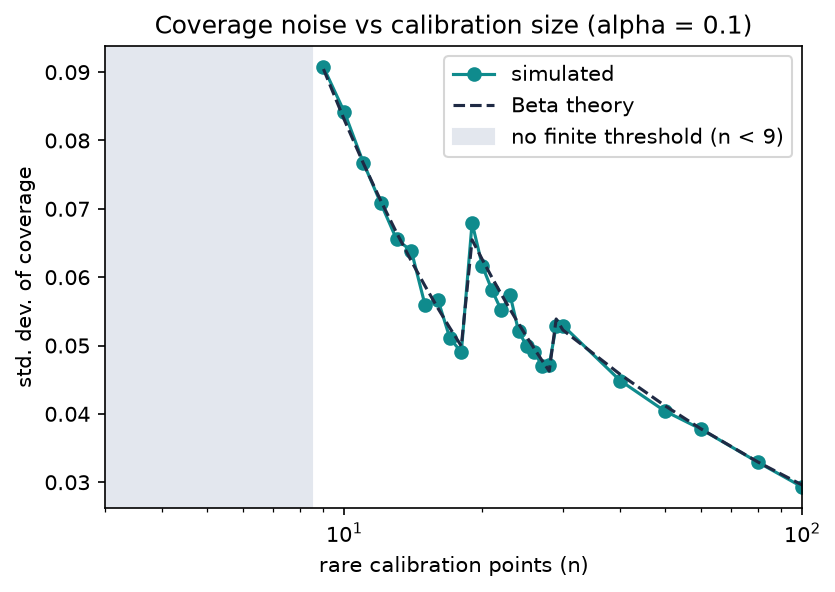 Coverage noise vs calibration size (alpha = 0.1)
simulated
Beta theory
no finite threshold (n < 9)
std. dev. of coverage
0.09
0.08
0.07
0.06
0.05
0.04
0.03
10¹
10²
rare calibration points (n)